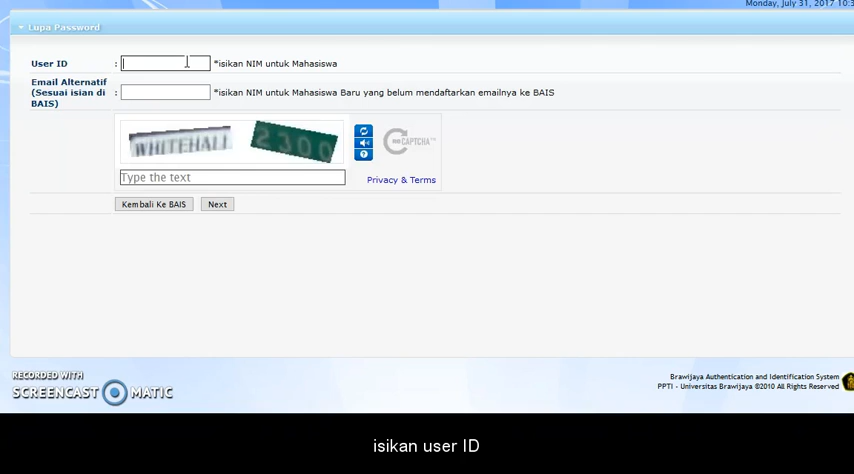 Monday, July 31, 2017 10:3
Lupa Password
User ID : *isikan NIM untuk Mahasiswa
Email Alternatif
(Sesuai isian di : *isikan NIM untuk Mahasiswa Baru yang belum mendaftarkan emailnya ke BAIS
BAIS)
WHITEHALL 2300
reCAPTCHA™
Type the text
Privacy & Terms
Kembali Ke BAIS Next
RECORDED WITH
SCREENCAST MATIC
Brawijaya Authentication and Identification System
PPTI - Universitas Brawijaya ©2010 All Rights Reserved
isikan user ID